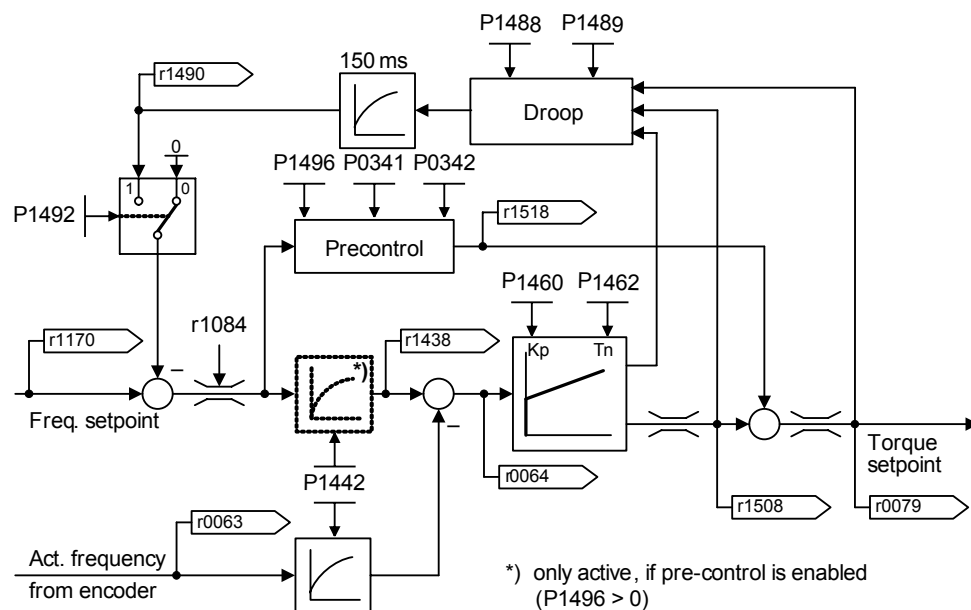 P1488 P1489
150 ms
r1490
Droop
0
P1496 P0341 P0342
1 0
P1492
r1518
Precontrol
P1460 P1462
r1170
r1084
r1438
Kp Tn
*)
Freq. setpoint
Torque
setpoint
P1442
r0064
r1508
r0079
r0063
Act. frequency
from encoder
*) only active, if pre-control is enabled
(P1496 > 0)